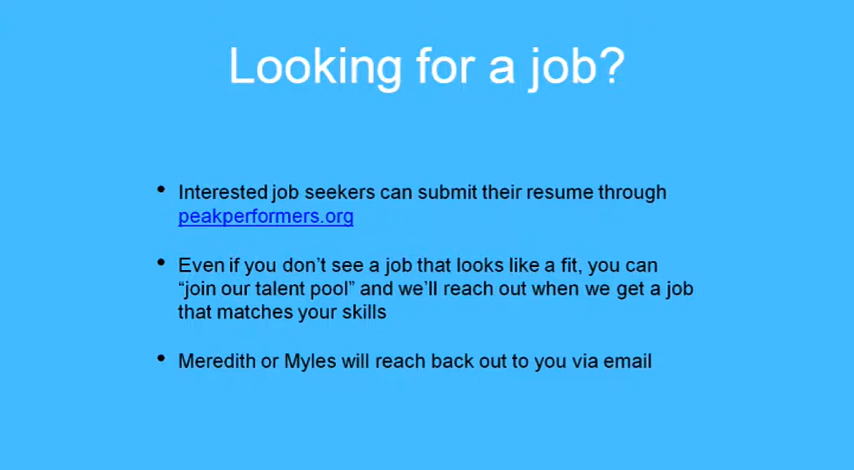 Looking for a job?
• Interested job seekers can submit their resume through
peakperformers.org
• Even if you don’t see a job that looks like a fit, you can
“join our talent pool” and we’ll reach out when we get a job
that matches your skills
• Meredith or Myles will reach back out to you via email